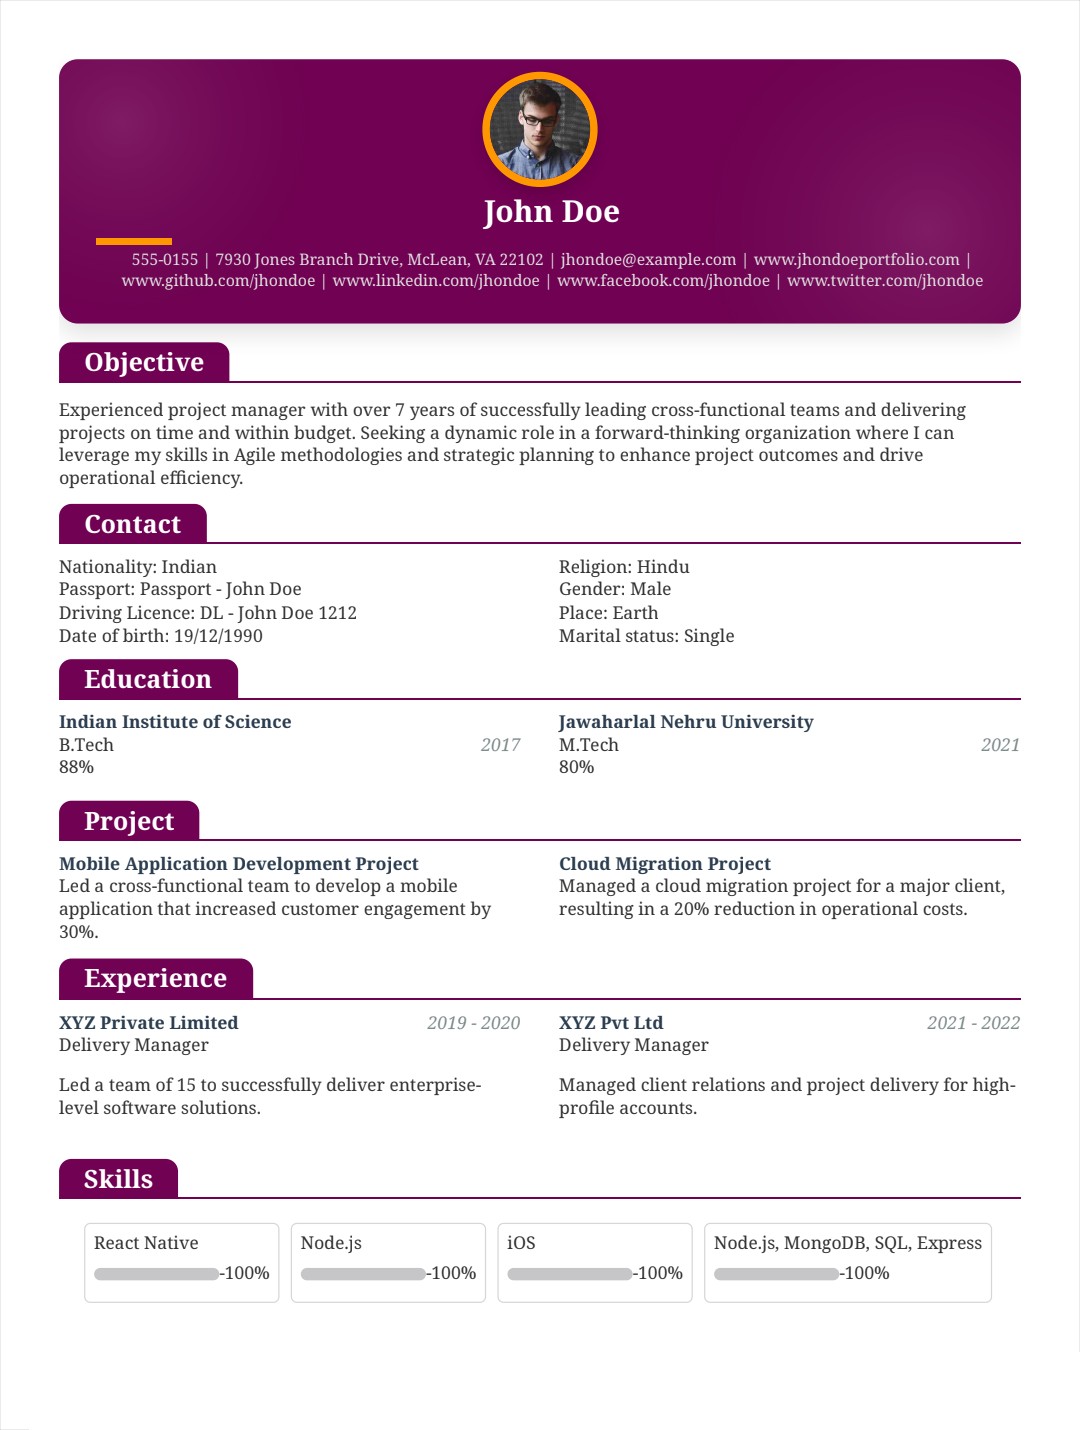 John Doe
555-0155 | 7930 Jones Branch Drive, McLean, VA 22102 | jhondoe@example.com | www.jhondoeportfolio.com |
www.github.com/jhondoe | www.linkedin.com/jhondoe | www.facebook.com/jhondoe | www.twitter.com/jhondoe
Objective
Experienced project manager with over 7 years of successfully leading cross-functional teams and delivering
projects on time and within budget. Seeking a dynamic role in a forward-thinking organization where I can
leverage my skills in Agile methodologies and strategic planning to enhance project outcomes and drive
operational efficiency.
Contact
Nationality: Indian
Passport: Passport - John Doe
Driving Licence: DL - John Doe 1212
Date of birth: 19/12/1990
Religion: Hindu
Gender: Male
Place: Earth
Marital status: Single
Education
Indian Institute of Science
B.Tech 2017
88%
Jawaharlal Nehru University
M.Tech 2021
80%
Project
Mobile Application Development Project
Led a cross-functional team to develop a mobile
application that increased customer engagement by
30%.
Cloud Migration Project
Managed a cloud migration project for a major client,
resulting in a 20% reduction in operational costs.
Experience
XYZ Private Limited 2019 - 2020
Delivery Manager
Led a team of 15 to successfully deliver enterprise-
level software solutions.
XYZ Pvt Ltd 2021 - 2022
Delivery Manager
Managed client relations and project delivery for high-
profile accounts.
Skills
React Native
-100%
Node.js
-100%
iOS
-100%
Node.js, MongoDB, SQL, Express
-100%